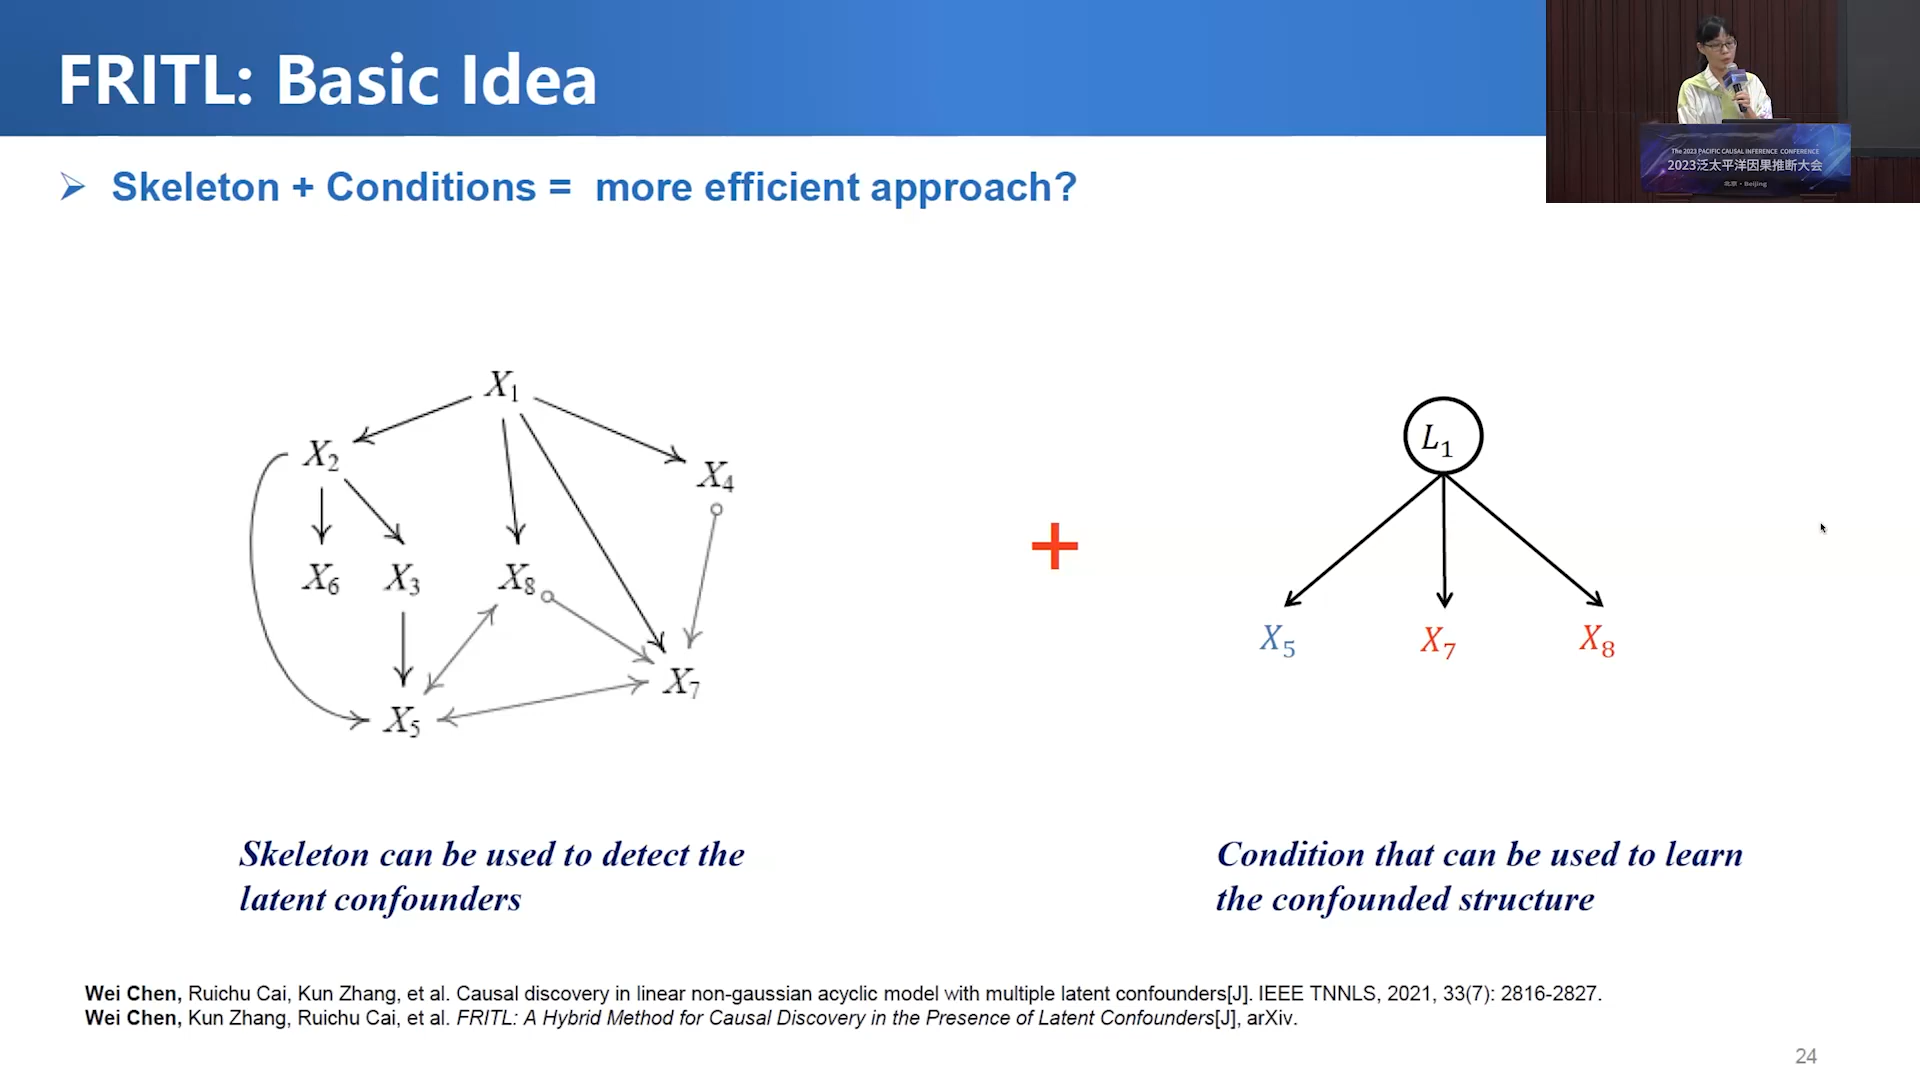 FRITL: Basic Idea
The 2023 PACIFIC CAUSAL INFERENCE CONFERENCE
2023泛太平洋因果推断大会
北京・Beijing
➢ Skeleton + Conditions = more efficient approach?
X1
X2
X4
X6 X3 X8
X7
X5
+
L1
X5 X7 X8
Skeleton can be used to detect the
latent confounders
Condition that can be used to learn
the confounded structure
Wei Chen, Ruichu Cai, Kun Zhang, et al. Causal discovery in linear non-gaussian acyclic model with multiple latent confounders[J]. IEEE TNNLS, 2021, 33(7): 2816-2827.
Wei Chen, Kun Zhang, Ruichu Cai, et al. FRITL: A Hybrid Method for Causal Discovery in the Presence of Latent Confounders[J], arXiv.
24